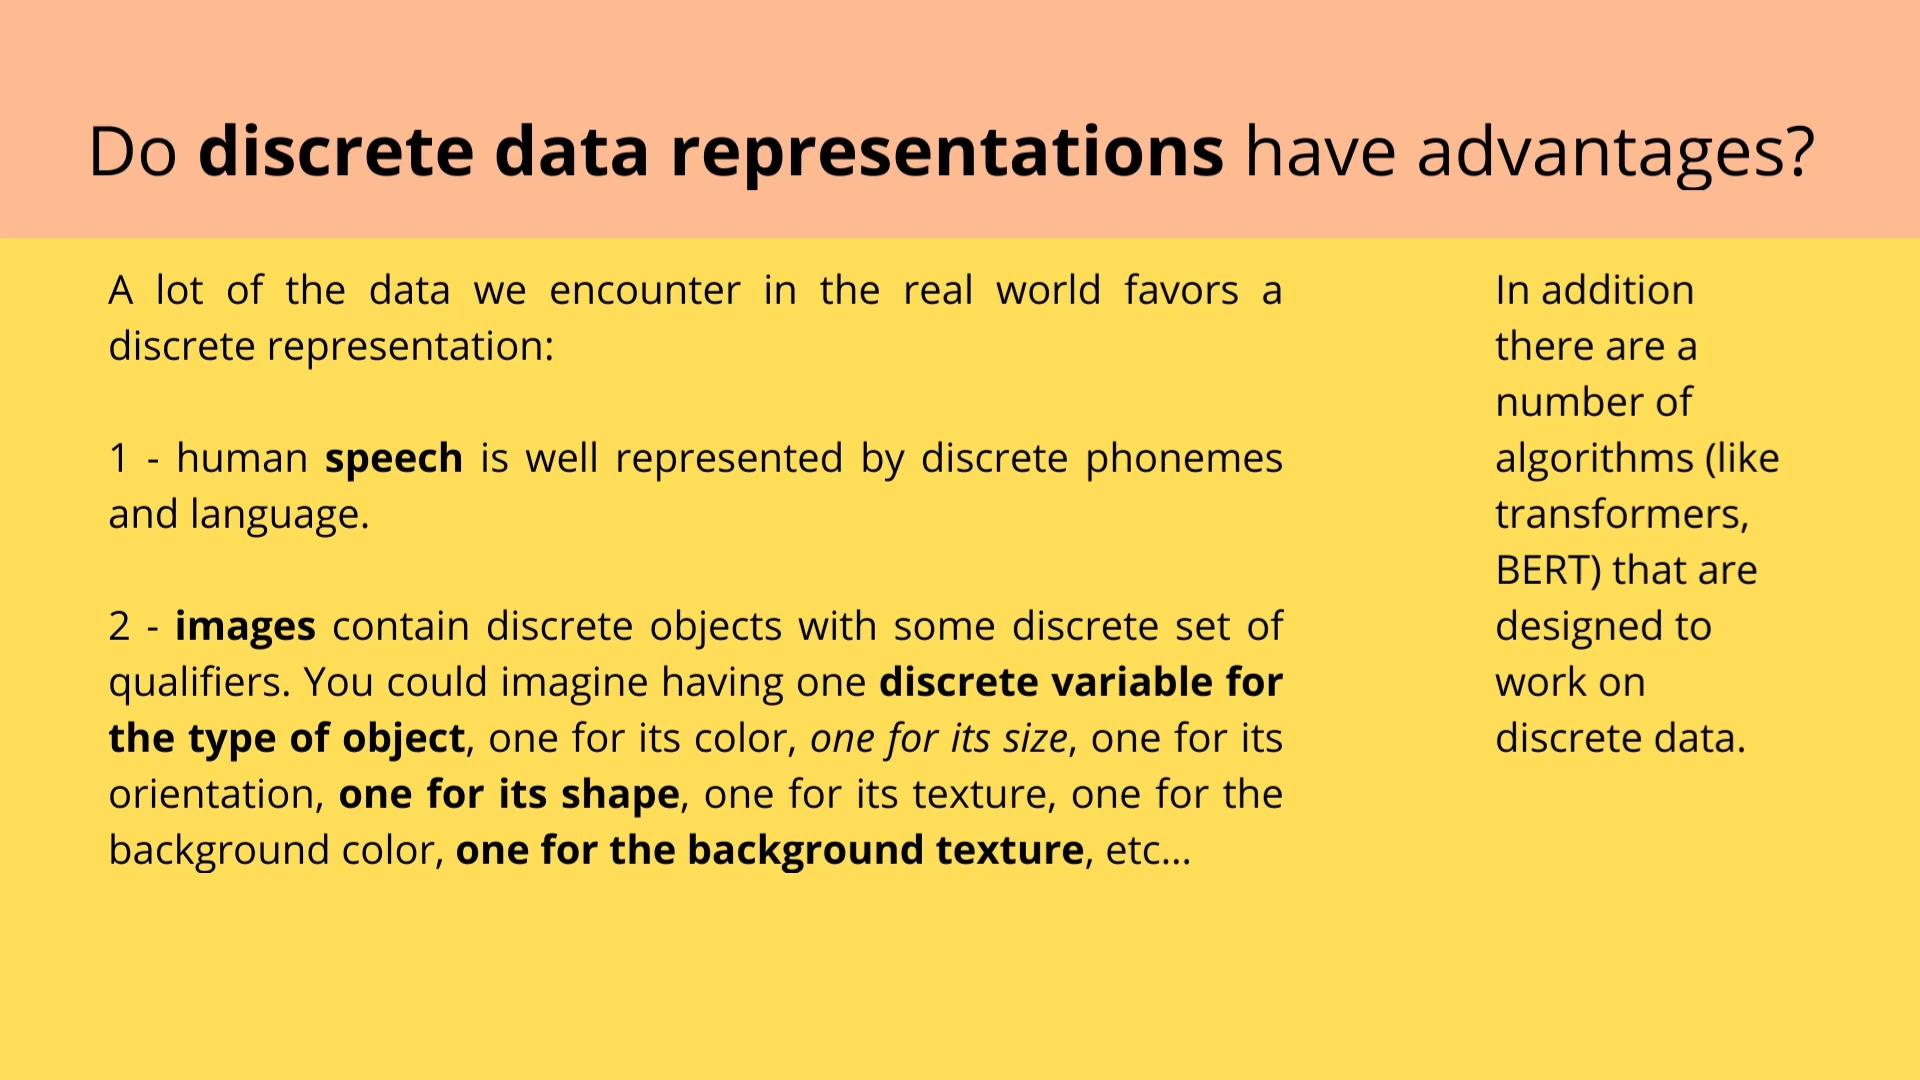 Do discrete data representations have advantages?
A lot of the data we encounter in the real world favors a
discrete representation:
1 - human speech is well represented by discrete phonemes
and language.
2 - images contain discrete objects with some discrete set of
qualifiers. You could imagine having one discrete variable for
the type of object, one for its color, one for its size, one for its
orientation, one for its shape, one for its texture, one for the
background color, one for the background texture, etc...
In addition
there are a
number of
algorithms (like
transformers,
BERT) that are
designed to
work on
discrete data.